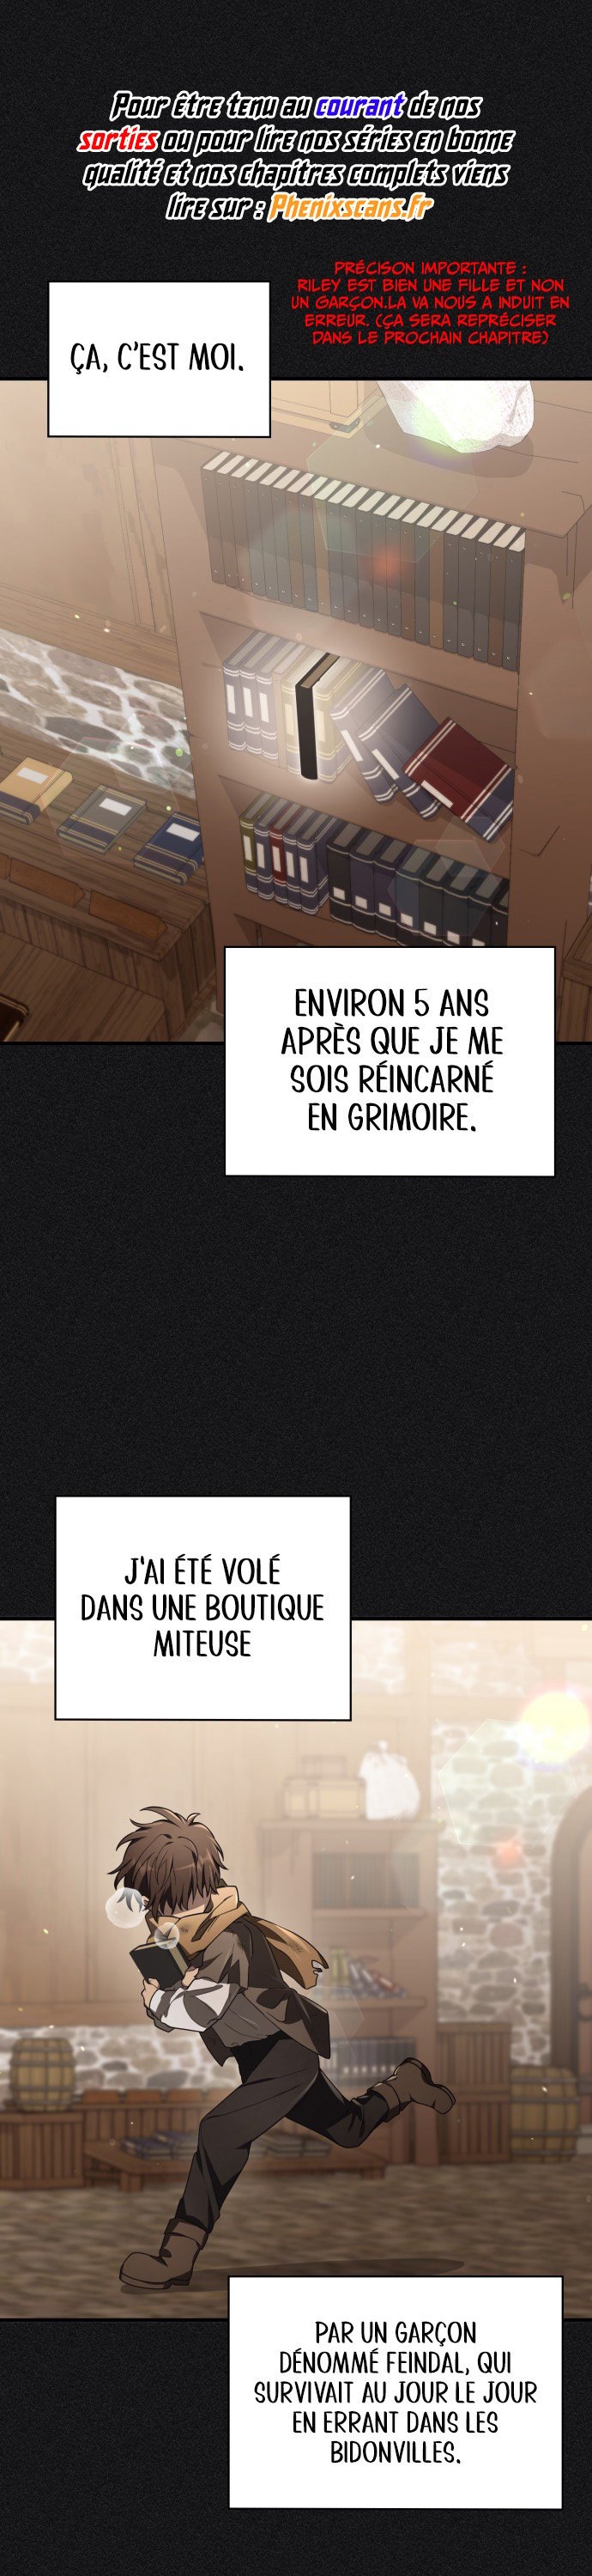 Pour être tenu au courant de nos
sorties ou pour lire nos séries en bonne
qualité et nos chapitres complets viens
lire sur : Phenixscans.fr
PRÉCISON IMPORTANTE :
RILEY EST BIEN UNE FILLE ET NON
UN GARÇON.LA VA NOUS A INDUIT EN
ERREUR. (ÇA SERA REPRÉCISER
DANS LE PROCHAIN CHAPITRE)
ÇA, C'EST MOI.
ENVIRON 5 ANS
APRÈS QUE JE ME
SOIS RÉINCARNÉ
EN GRIMOIRE.
J'AI ÉTÉ VOLÉ
DANS UNE BOUTIQUE
MITEUSE
PAR UN GARÇON
DÉNOMMÉ FEINDAL, QUI
SURVIVAIT AU JOUR LE JOUR
EN ERRANT DANS LES
BIDONVILLES.